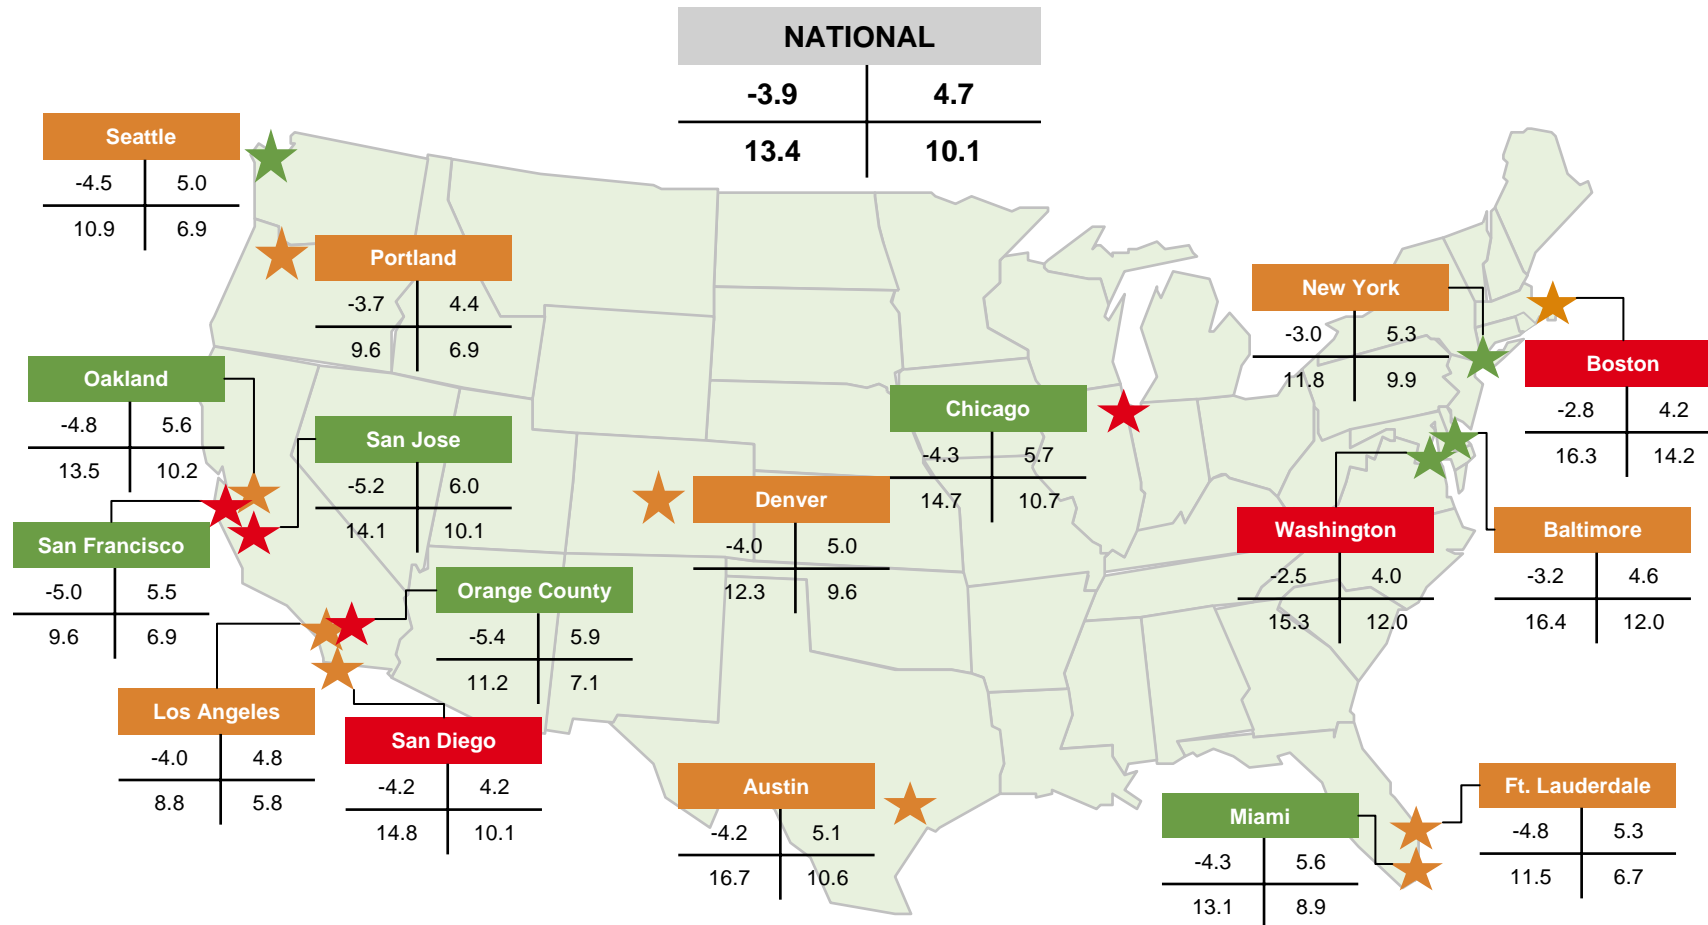 NATIONAL
-3.9 4.7
13.4 10.1
Seattle
-4.5 5.0
10.9 6.9
Portland
-3.7 4.4
9.6 6.9
Oakland
-4.8 5.6
13.5 10.2
San Jose
-5.2 6.0
14.1 10.1
San Francisco
-5.0 5.5
9.6 6.9
Orange County
-5.4 5.9
11.2 7.1
Los Angeles
-4.0 4.8
8.8 5.8
San Diego
-4.2 4.2
14.8 10.1
Denver
-4.0 5.0
12.3 9.6
Chicago
-4.3 5.7
14.7 10.7
Austin
-4.2 5.1
16.7 10.6
New York
-3.0 5.3
11.8 9.9
Boston
-2.8 4.2
16.3 14.2
Washington
-2.5 4.0
15.3 12.0
Baltimore
-3.2 4.6
16.4 12.0
Miami
-4.3 5.6
13.1 8.9
Ft. Lauderdale
-4.8 5.3
11.5 6.7